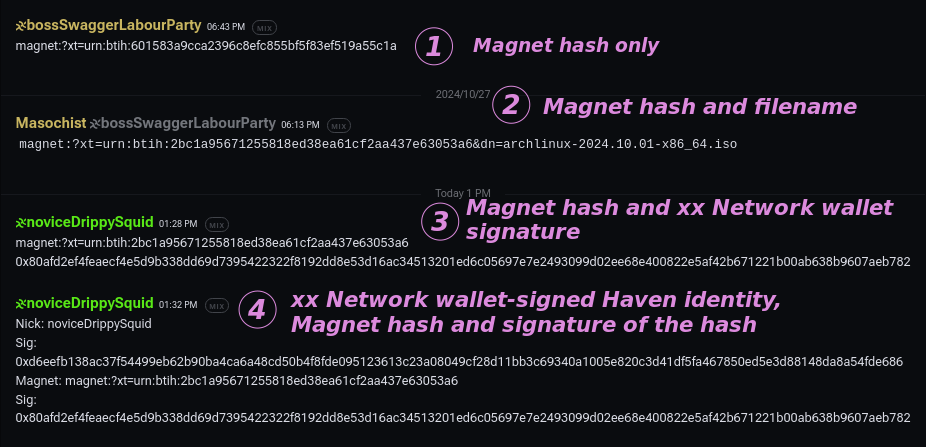 bossSwaggerLabourParty 06:43 PM MIX
magnet:?xt=urn:btih:601583a9cca2396c8efc855bf5f83ef519a55c1a
1 Magnet hash only
2024/10/27
2 Magnet hash and filename
Masochist bossSwaggerLabourParty 06:13 PM MIX
magnet:?xt=urn:btih:2bc1a95671255818ed38ea61cf2aa437e63053a6&dn=archlinux-2024.10.01-x86_64.iso
Today 1 PM
3 Magnet hash and xx Network wallet
signature
noviceDrippySquid 01:28 PM MIX
magnet:?xt=urn:btih:2bc1a95671255818ed38ea61cf2aa437e63053a6
0x80afd2ef4feaecf4e5d9b338dd69d7395422322f8192dd8e53d16ac34513201ed6c05697e7e2493099d02ee68e400822e5af42b671221b00ab638b9607aeb782
noviceDrippySquid 01:32 PM MIX
4 xx Network wallet-signed Haven identity,
Magnet hash and signature of the hash
Nick: noviceDrippySquid
Sig:
0xd6eefb138ac37f54499eb62b90ba4ca6a48cd50b4f8fde095123613c23a08049cf28d11bb3c69340a1005e820c3d41df5fa467850ed5e3d88148da8a54fde686
Magnet: magnet:?xt=urn:btih:2bc1a95671255818ed38ea61cf2aa437e63053a6
Sig:
0x80afd2ef4feaecf4e5d9b338dd69d7395422322f8192dd8e53d16ac34513201ed6c05697e7e2493099d02ee68e400822e5af42b671221b00ab638b9607aeb782